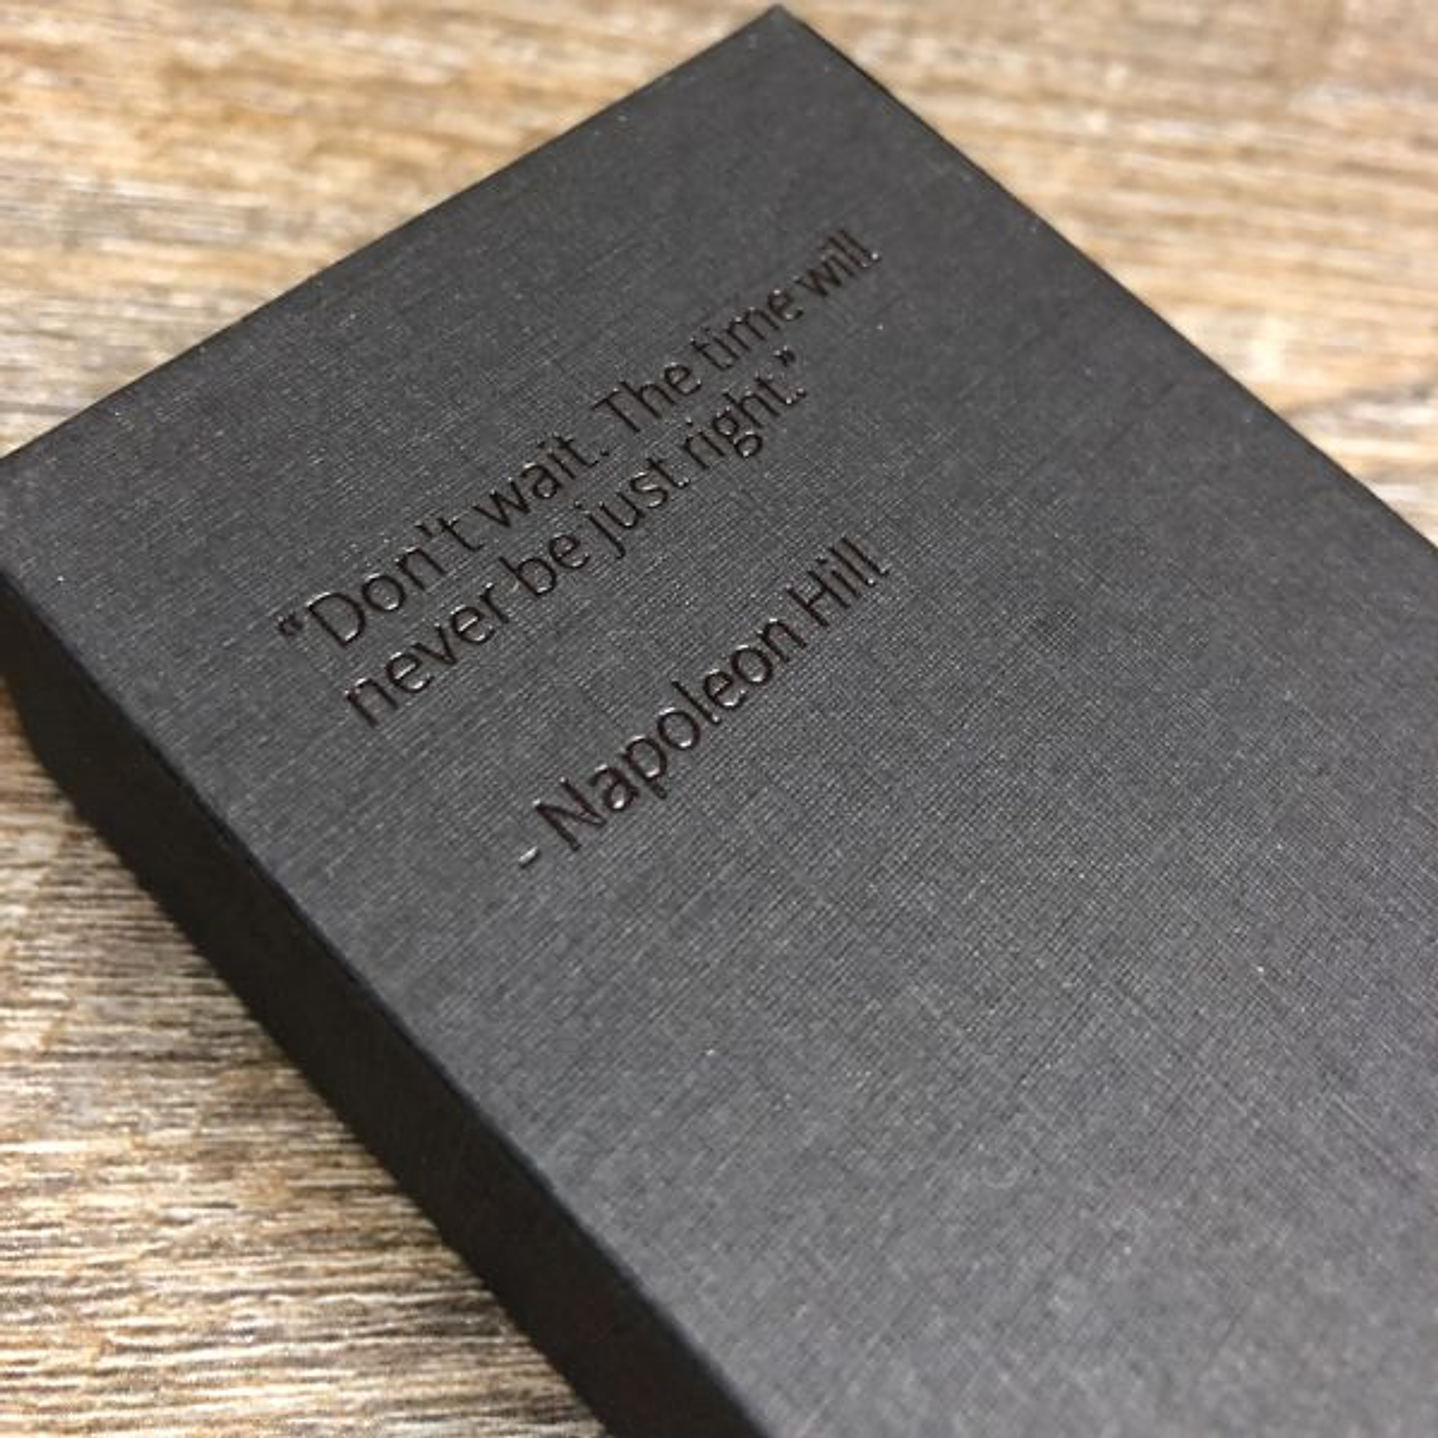 “Don't wait. The time will
never be just right.”
- Napoleon Hill